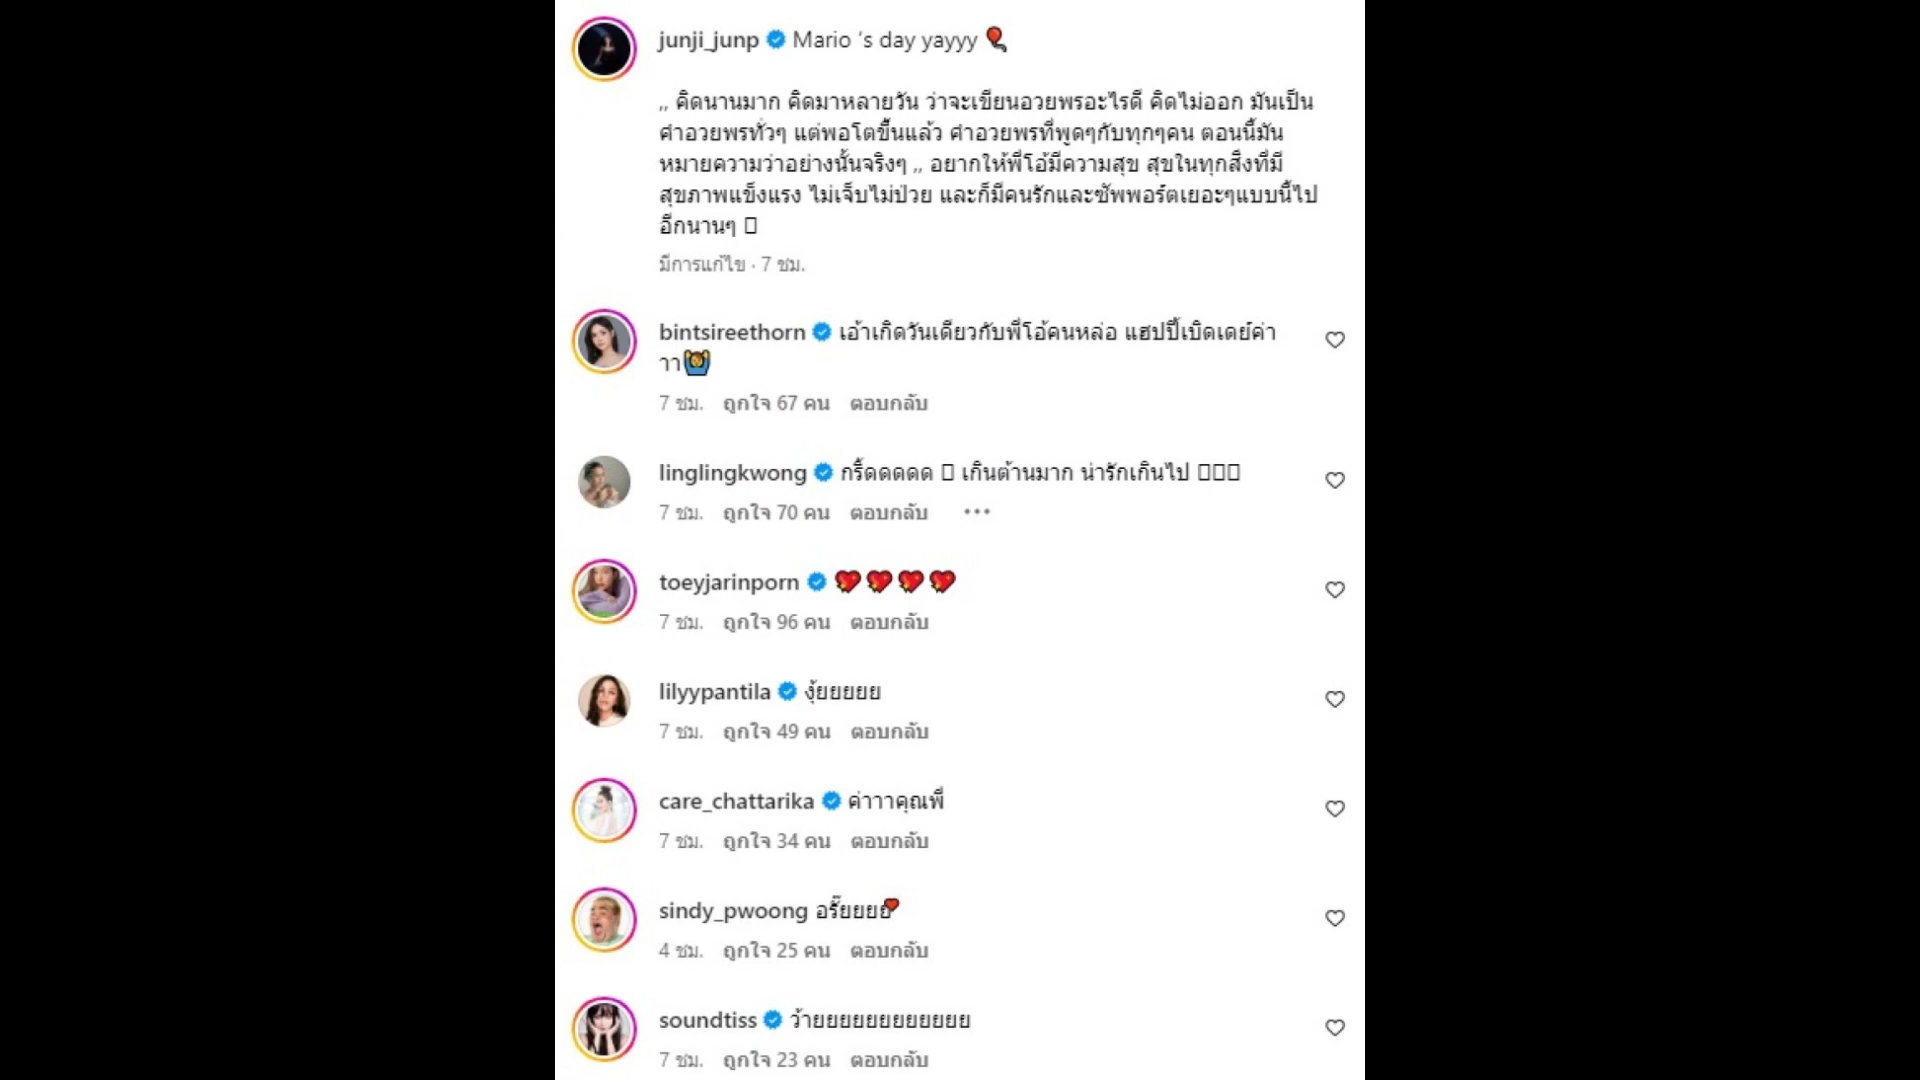 junji_junp Mario ‘s day yayyy 🎈
,, คิดนานมาก คิดมาหลายวัน ว่าจะเขียนอวยพรอะไรดี คิดไม่ออก มันเป็น
คำอวยพรทั่วๆ แต่พอโตขึ้นแล้ว คำอวยพรที่พูดๆกับทุกๆคน ตอนนี้มัน
หมายความว่าอย่างนั้นจริงๆ ,, อยากให้พี่โอ้มีความสุข สุขในทุกสิ่งที่มี
สุขภาพแข็งแรง ไม่เจ็บไม่ป่วย และก็มีคนรักและซัพพอร์ตเยอะๆแบบนี้ไป
อีกนานๆ
มีการแก้ไข · 7 ชม.
bintsireethorn เอ้าเกิดวันเดียวกับพี่โอ้คนหล่อ แฮปปี้เบิดเดย์ค่า
าา🙆
7 ชม. ถูกใจ 67 คน ตอบกลับ
linglingkwong กรี้ดดดดด เกินต้านมาก น่ารักเกินไป
7 ชม. ถูกใจ 70 คน ตอบกลับ •••
toeyjarinporn 💖💖💖💖
7 ชม. ถูกใจ 96 คน ตอบกลับ
lilyypantila งุ้ยยยยย
7 ชม. ถูกใจ 49 คน ตอบกลับ
care_chattarika ค่าาาคุณพี่
7 ชม. ถูกใจ 34 คน ตอบกลับ
sindy_pwoong อรั๊ยยยย
4 ชม. ถูกใจ 25 คน ตอบกลับ
soundtiss ว้ายยยยยยยยยยยย
7 ชม. ถูกใจ 23 คน ตอบกลับ